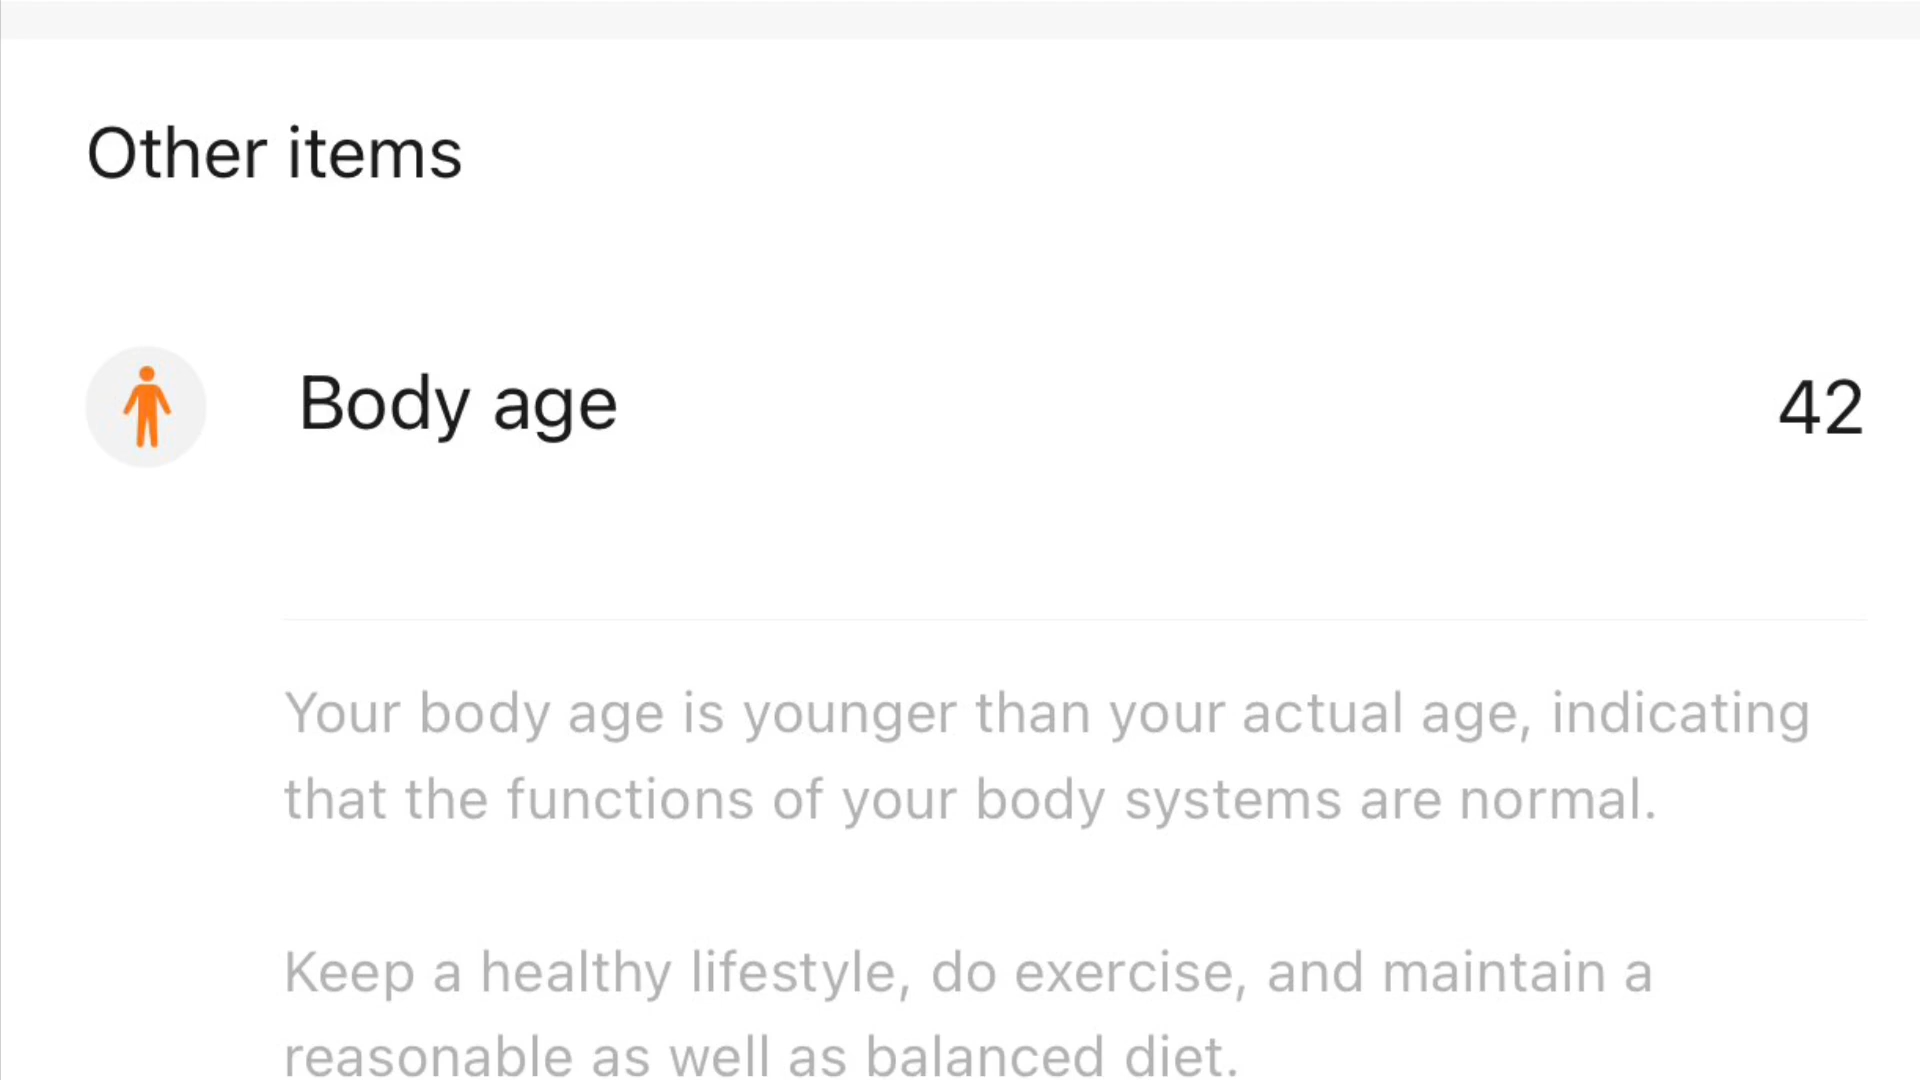 Other items
Body age 42
Your body age is younger than your actual age, indicating
that the functions of your body systems are normal.
Keep a healthy lifestyle, do exercise, and maintain a
reasonable as well as balanced diet.